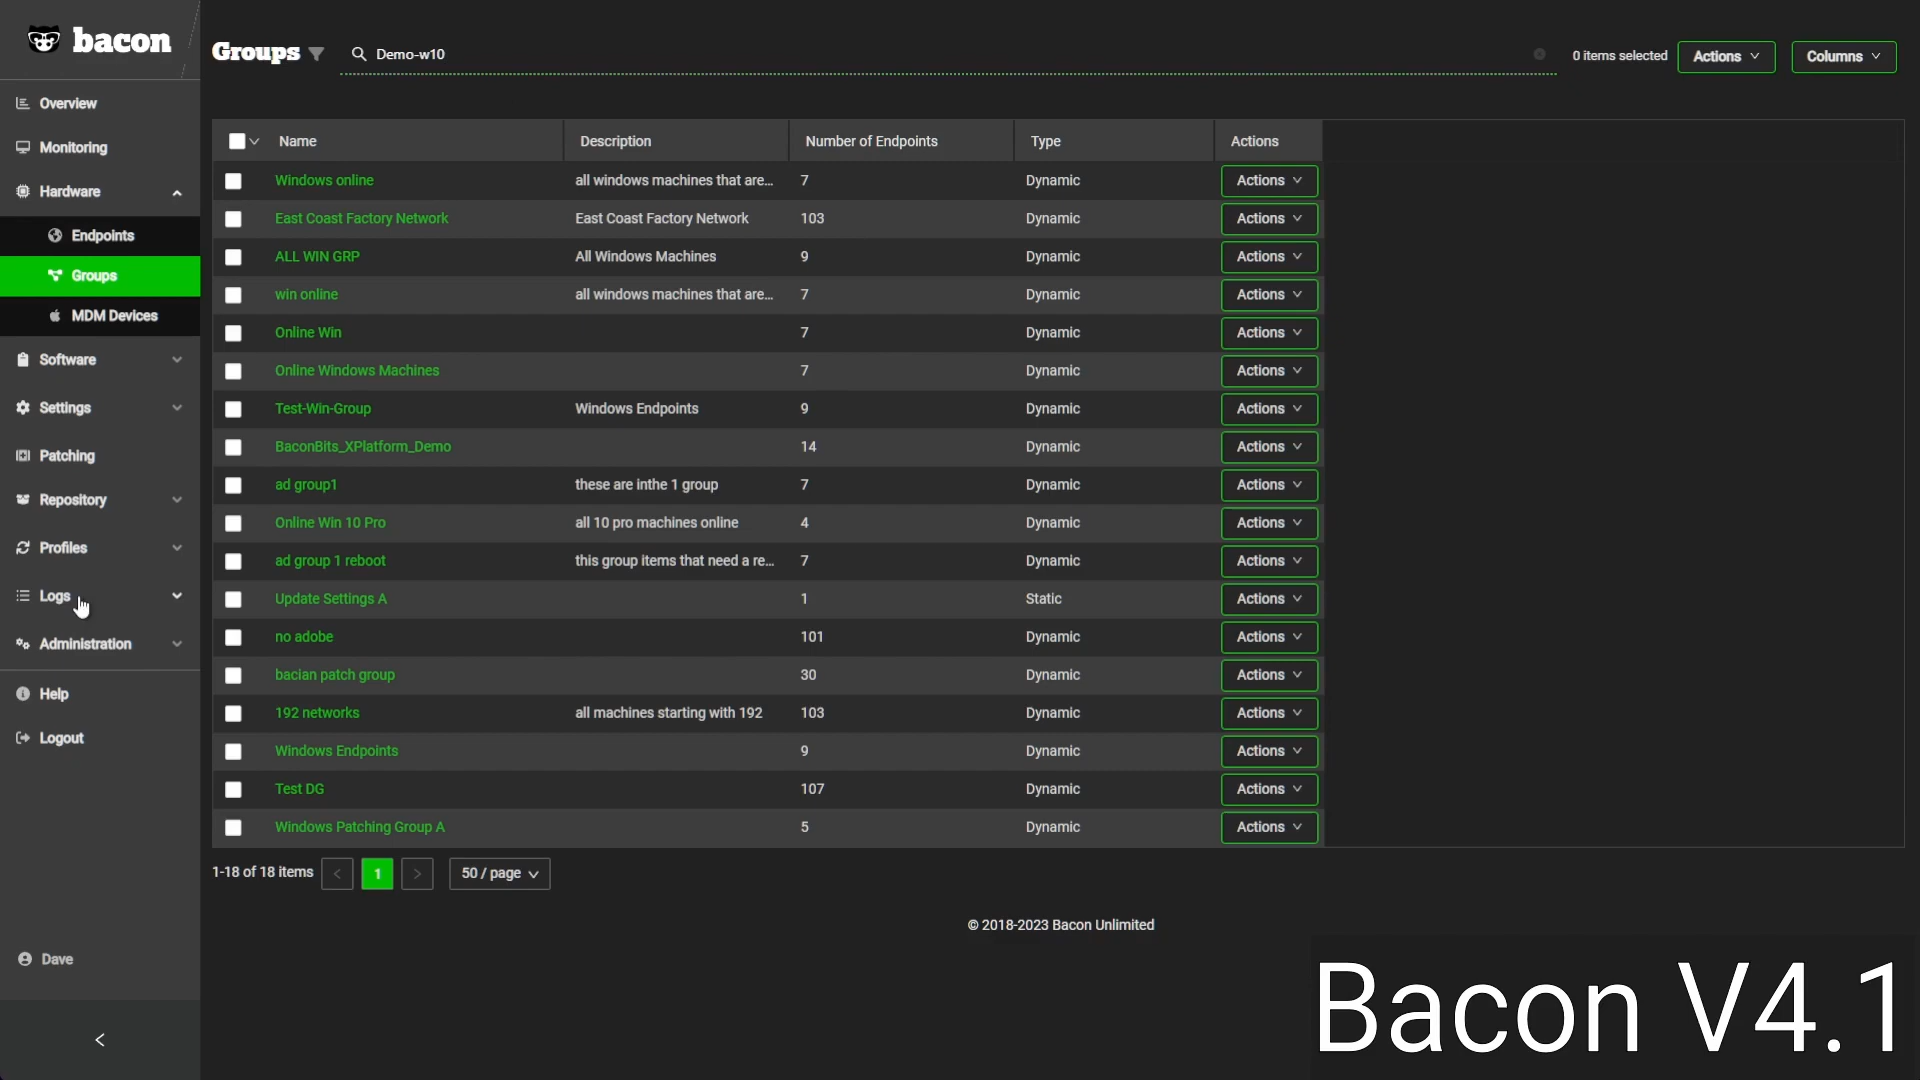 bacon
Overview
Monitoring
Hardware
Endpoints
Groups
MDM Devices
Software
Settings
Patching
Repository
Profiles
Logs
Administration
Help
Logout
Dave
<
Groups Demo-w10 0 items selected Actions Columns
Name Description Number of Endpoints Type Actions
Windows online all windows machines that are... 7 Dynamic Actions
East Coast Factory Network East Coast Factory Network 103 Dynamic Actions
ALL WIN GRP All Windows Machines 9 Dynamic Actions
win online all windows machines that are... 7 Dynamic Actions
Online Win 7 Dynamic Actions
Online Windows Machines 7 Dynamic Actions
Test-Win-Group Windows Endpoints 9 Dynamic Actions
BaconBits_XPlatform_Demo 14 Dynamic Actions
ad group1 these are inthe 1 group 7 Dynamic Actions
Online Win 10 Pro all 10 pro machines online 4 Dynamic Actions
ad group 1 reboot this group items that need a re... 7 Dynamic Actions
Update Settings A 1 Static Actions
no adobe 101 Dynamic Actions
bacian patch group 30 Dynamic Actions
192 networks all machines starting with 192 103 Dynamic Actions
Windows Endpoints 9 Dynamic Actions
Test DG 107 Dynamic Actions
Windows Patching Group A 5 Dynamic Actions
1-18 of 18 items < 1 > 50 / page
© 2018-2023 Bacon Unlimited
Bacon V4.1